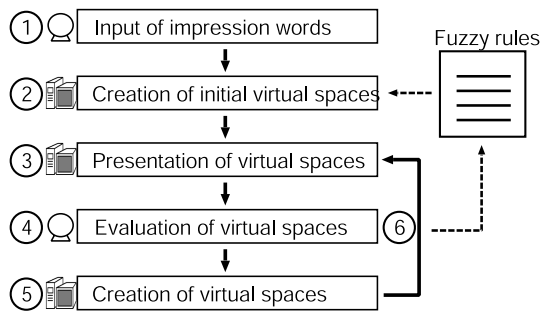 1 Input of impression words
Fuzzy rules
2 Creation of initial virtual spaces
3 Presentation of virtual spaces
4 Evaluation of virtual spaces 6
5 Creation of virtual spaces